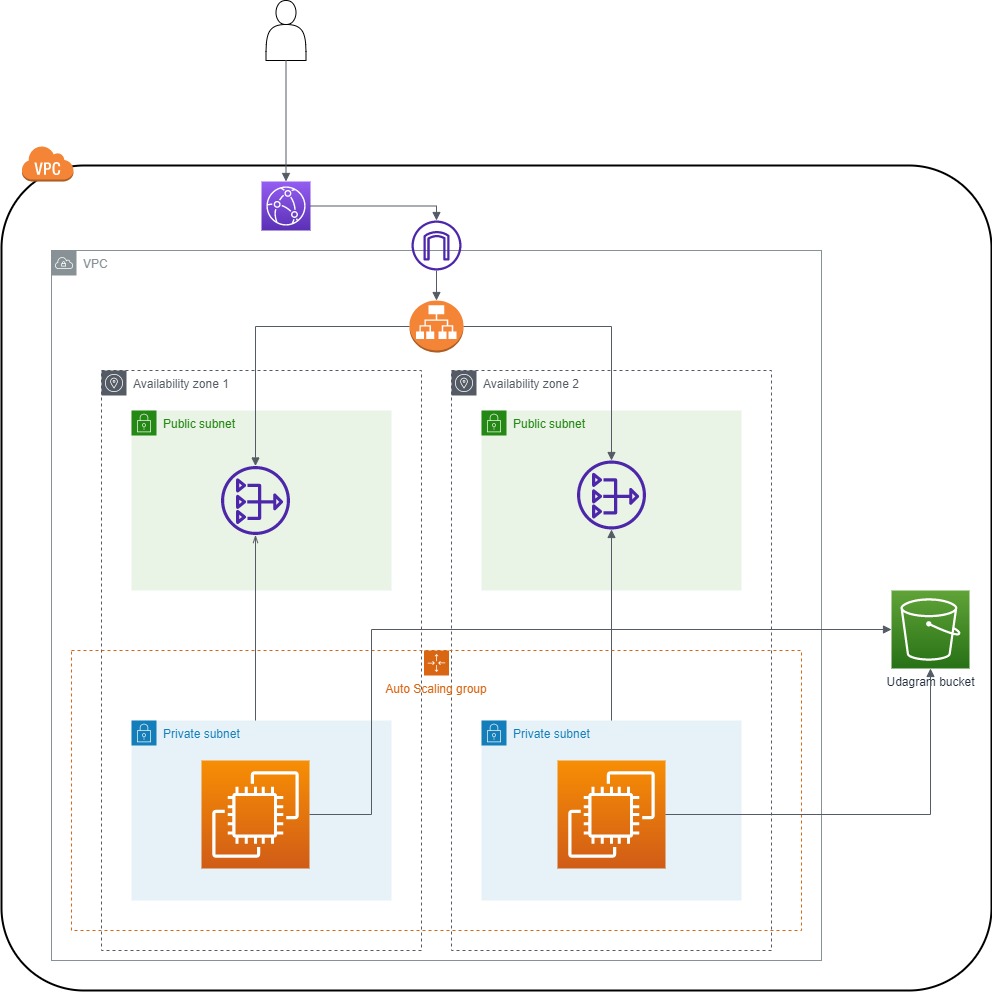 VPC
VPC
Availability zone 1
Availability zone 2
Public subnet
Public subnet
Auto Scaling group
Udagram bucket
Private subnet
Private subnet